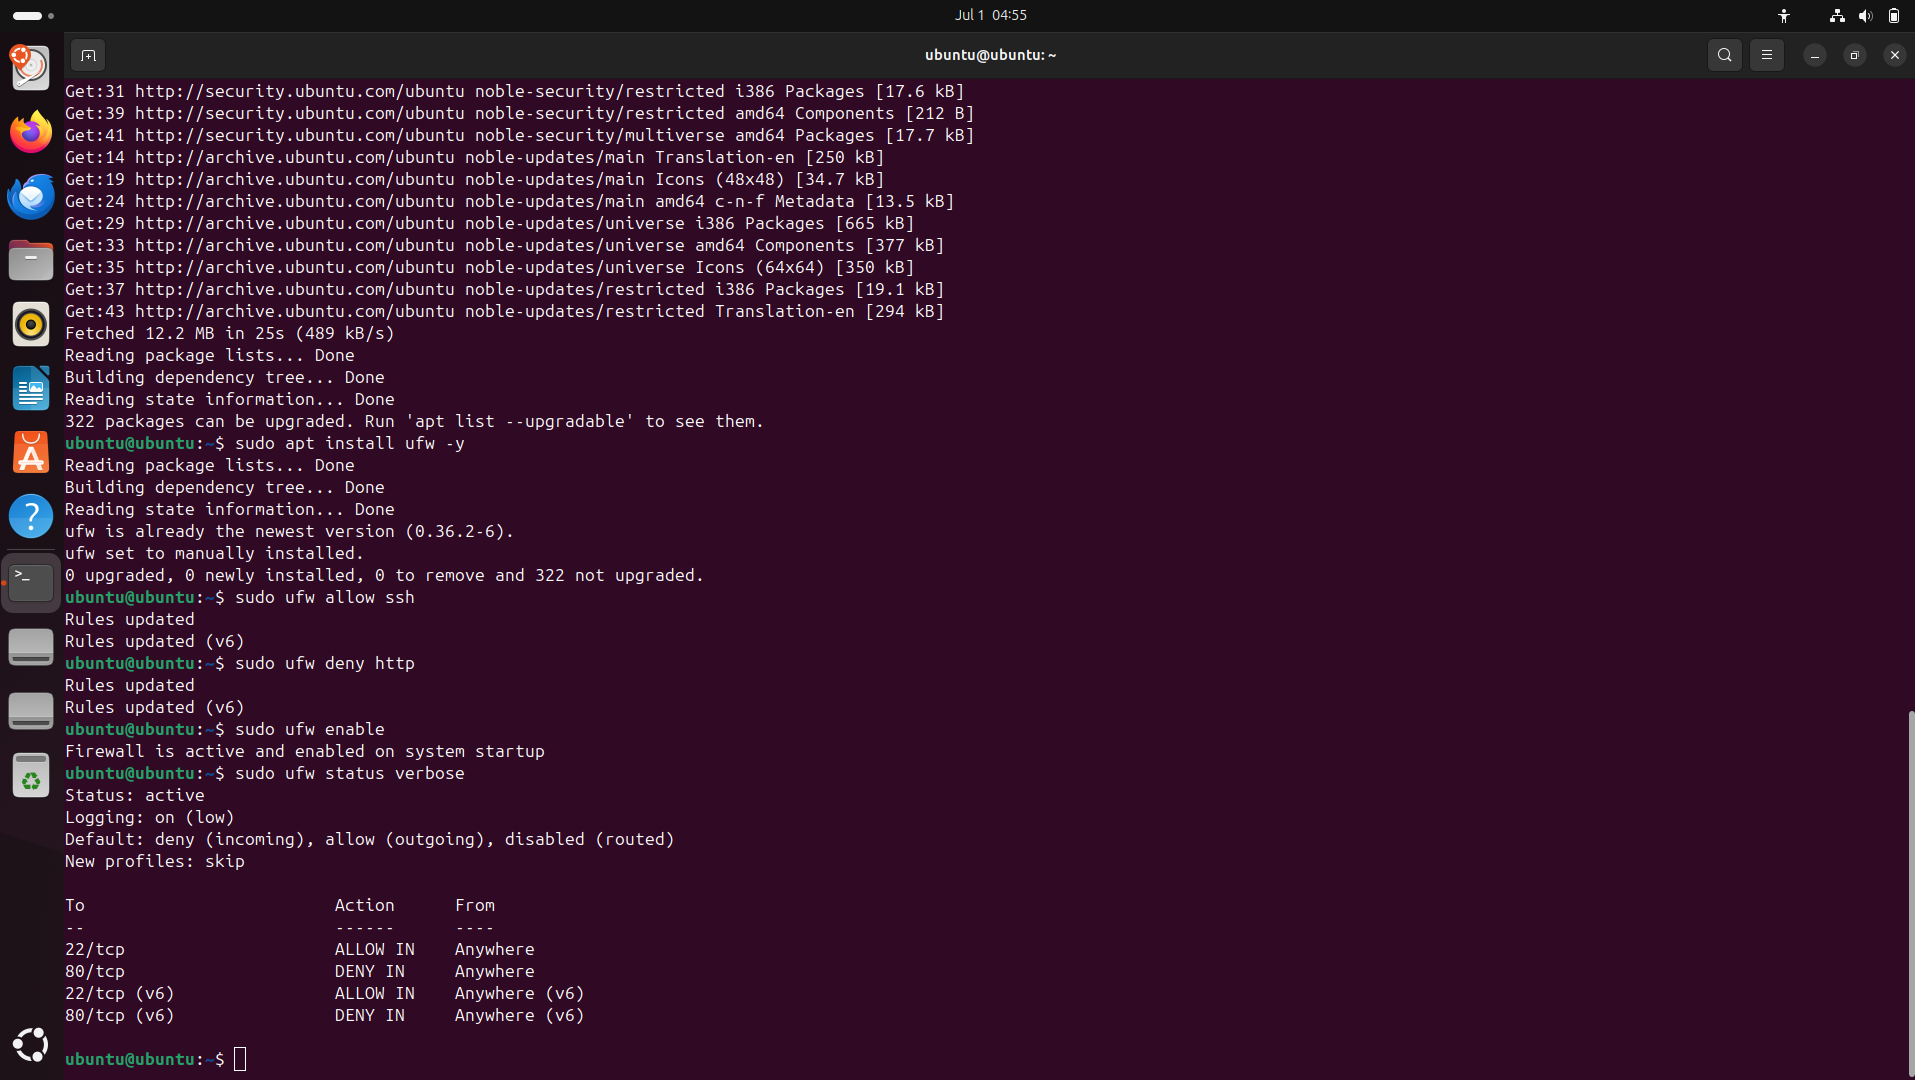 Jul 1 04:55
ubuntu@ubuntu: ~
Get:31 http://security.ubuntu.com/ubuntu noble-security/restricted i386 Packages [17.6 kB]
Get:39 http://security.ubuntu.com/ubuntu noble-security/restricted amd64 Components [212 B]
Get:41 http://security.ubuntu.com/ubuntu noble-security/multiverse amd64 Packages [17.7 kB]
Get:14 http://archive.ubuntu.com/ubuntu noble-updates/main Translation-en [250 kB]
Get:19 http://archive.ubuntu.com/ubuntu noble-updates/main Icons (48x48) [34.7 kB]
Get:24 http://archive.ubuntu.com/ubuntu noble-updates/main amd64 c-n-f Metadata [13.5 kB]
Get:29 http://archive.ubuntu.com/ubuntu noble-updates/universe i386 Packages [665 kB]
Get:33 http://archive.ubuntu.com/ubuntu noble-updates/universe amd64 Components [377 kB]
Get:35 http://archive.ubuntu.com/ubuntu noble-updates/universe Icons (64x64) [350 kB]
Get:37 http://archive.ubuntu.com/ubuntu noble-updates/restricted i386 Packages [19.1 kB]
Get:43 http://archive.ubuntu.com/ubuntu noble-updates/restricted Translation-en [294 kB]
Fetched 12.2 MB in 25s (489 kB/s)
Reading package lists... Done
Building dependency tree... Done
Reading state information... Done
322 packages can be upgraded. Run 'apt list --upgradable' to see them.
ubuntu@ubuntu:~$ sudo apt install ufw -y
Reading package lists... Done
Building dependency tree... Done
Reading state information... Done
ufw is already the newest version (0.36.2-6).
ufw set to manually installed.
0 upgraded, 0 newly installed, 0 to remove and 322 not upgraded.
ubuntu@ubuntu:~$ sudo ufw allow ssh
Rules updated
Rules updated (v6)
ubuntu@ubuntu:~$ sudo ufw deny http
Rules updated
Rules updated (v6)
ubuntu@ubuntu:~$ sudo ufw enable
Firewall is active and enabled on system startup
ubuntu@ubuntu:~$ sudo ufw status verbose
Status: active
Logging: on (low)
Default: deny (incoming), allow (outgoing), disabled (routed)
New profiles: skip
To Action From
-- ------ ----
22/tcp ALLOW IN Anywhere
80/tcp DENY IN Anywhere
22/tcp (v6) ALLOW IN Anywhere (v6)
80/tcp (v6) DENY IN Anywhere (v6)
ubuntu@ubuntu:~$